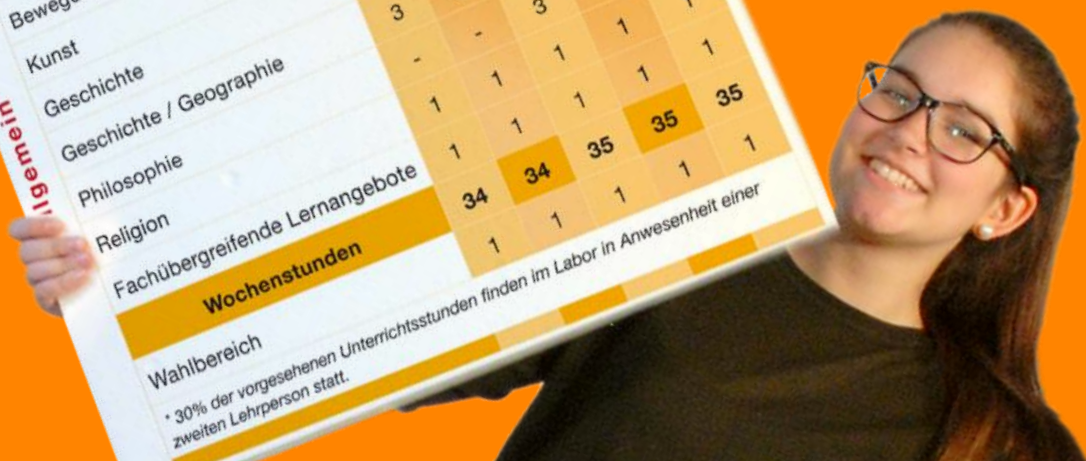 Beweg
Kunst
Geschichte
Geschichte / Geographie 3
Philosophie - - 3
Religion 1 1 1 1 1
Fachübergreifende Lernangebote 1 1 1 1 1
Wochenstunden 34 34 35 35 35
Wahlbereich 1 1 1 1 1
* 30% der vorgesehenen Unterrichtsstunden finden im Labor in Anwesenheit einer
zweiten Lehrperson statt.
llgemein